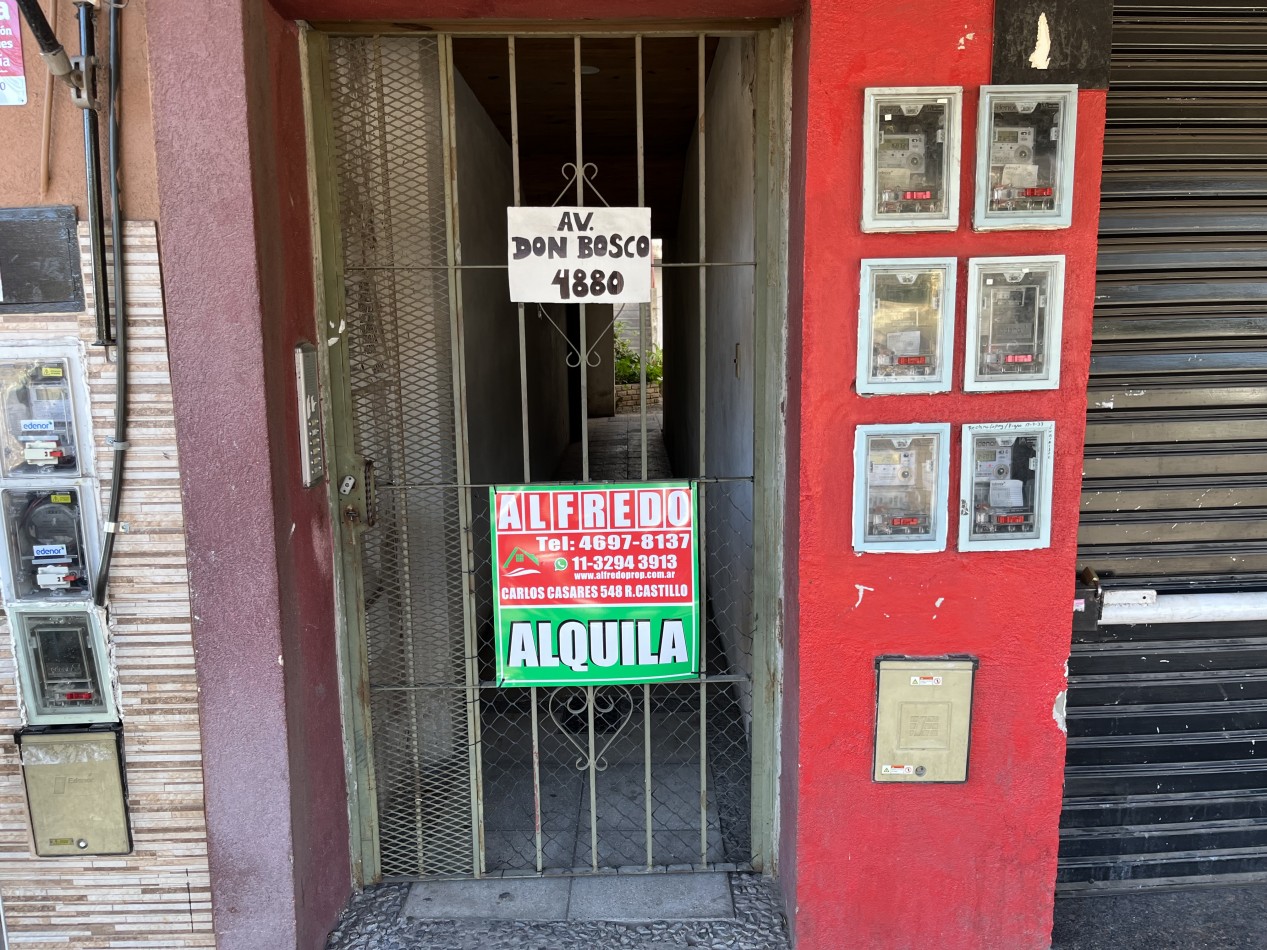 AV.
DON BOSCO
4880
ALFREDO
Tel: 4697-8137
11-3294 3913
www.alfredoprop.com.ar
CARLOS CASARES 548 R.CASTILLO
ALQUILA
edenor
edenor